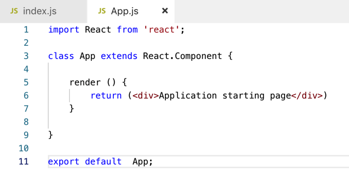 JS index.js JS App.js ×
1 import React from 'react';
2
3 class App extends React.Component {
4
5 render () {
6 return (<div>Application starting page</div>)
7 }
8
9 }
10
11 export default  App;